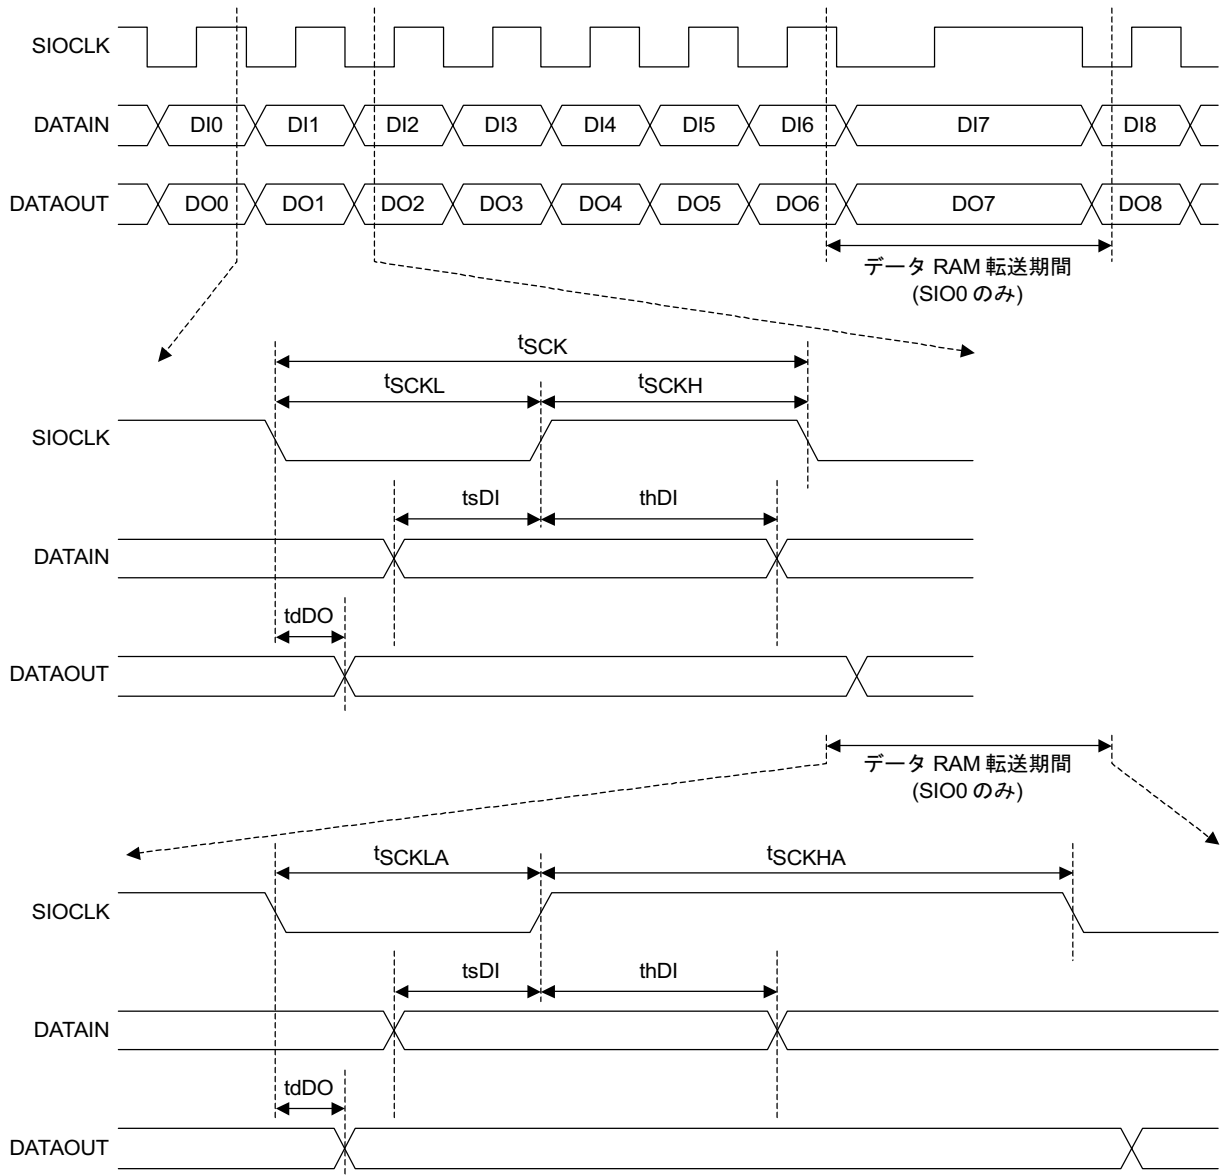 SIOCLK
DATAIN DI0 DI1 DI2 DI3 DI4 DI5 DI6 DI7 DI8
DATAOUT DO0 DO1 DO2 DO3 DO4 DO5 DO6 DO7 DO8
データ RAM 転送期間
(SIO0 のみ)
tSCK
tSCKL tSCKH
SIOCLK
tsDI thDI
DATAIN
tdDO
DATAOUT
データ RAM 転送期間
(SIO0 のみ)
tSCKLA tSCKHA
SIOCLK
tsDI thDI
DATAIN
tdDO
DATAOUT